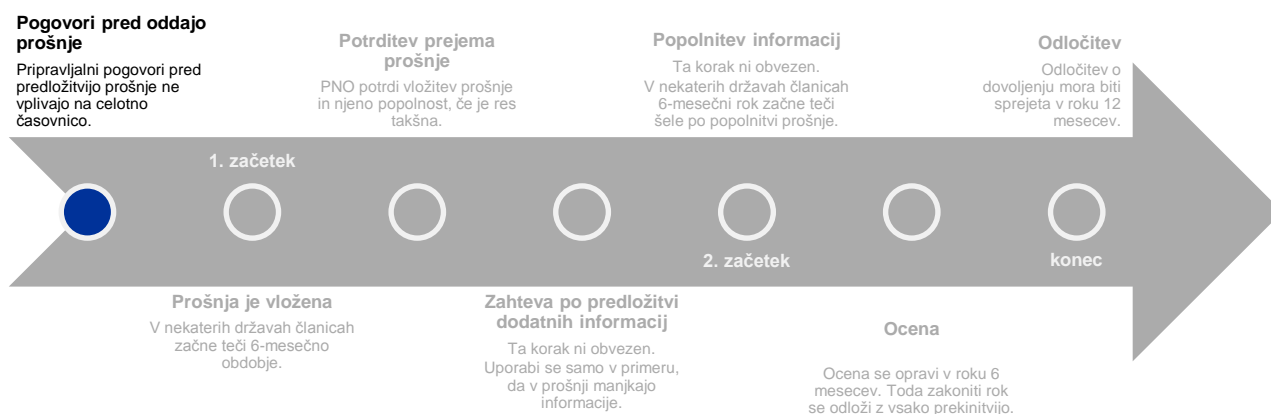 Pogovori pred oddajo
prošnje
Pripravljalni pogovori pred
predložitvijo prošnje ne
vplivajo na celotno
časovnico.
Potrditev prejema
prošnje
PNO potrdi vložitev prošnje
in njeno popolnost, če je res
takšna.
Popolnitev informacij
Ta korak ni obvezen.
V nekaterih državah članicah
6-mesečni rok začne teči
šele po popolnitvi prošnje.
Odločitev
Odločitev o
dovoljenju mora biti
sprejeta v roku 12
mesecev.
1. začetek
2. začetek
konec
Prošnja je vložena
V nekaterih državah članicah
začne teči 6-mesečno
obdobje.
Zahteva po predložitvi
dodatnih informacij
Ta korak ni obvezen.
Uporabi se samo v primeru,
da v prošnji manjkajo
informacije.
Ocena
Ocena se opravi v roku 6
mesecev. Toda zakoniti rok
se odloži z vsako prekinitvijo.